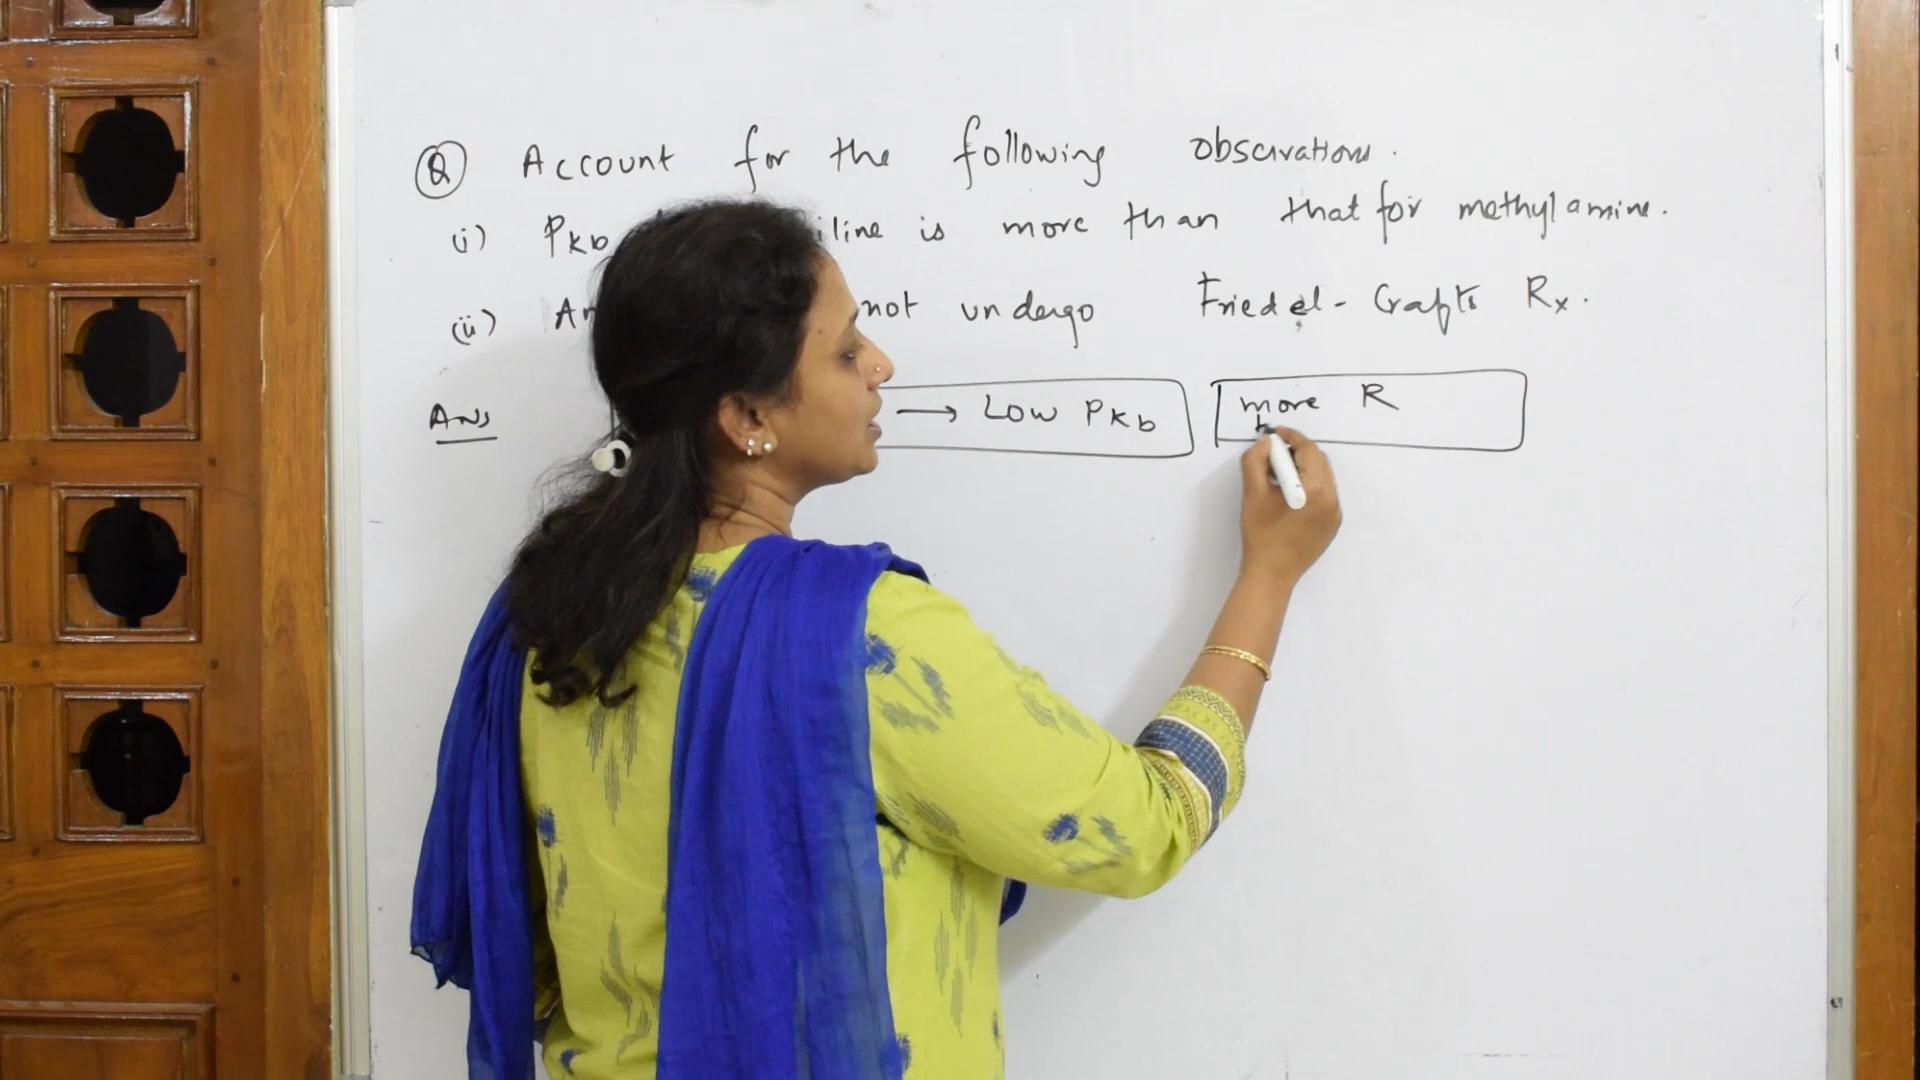 Q Account for the following observations.
(i) Pkb iline is more than that for methylamine.
(ii) An not undergo Friedel-Crafts Rx.
Ans → Low Pkb more R
b